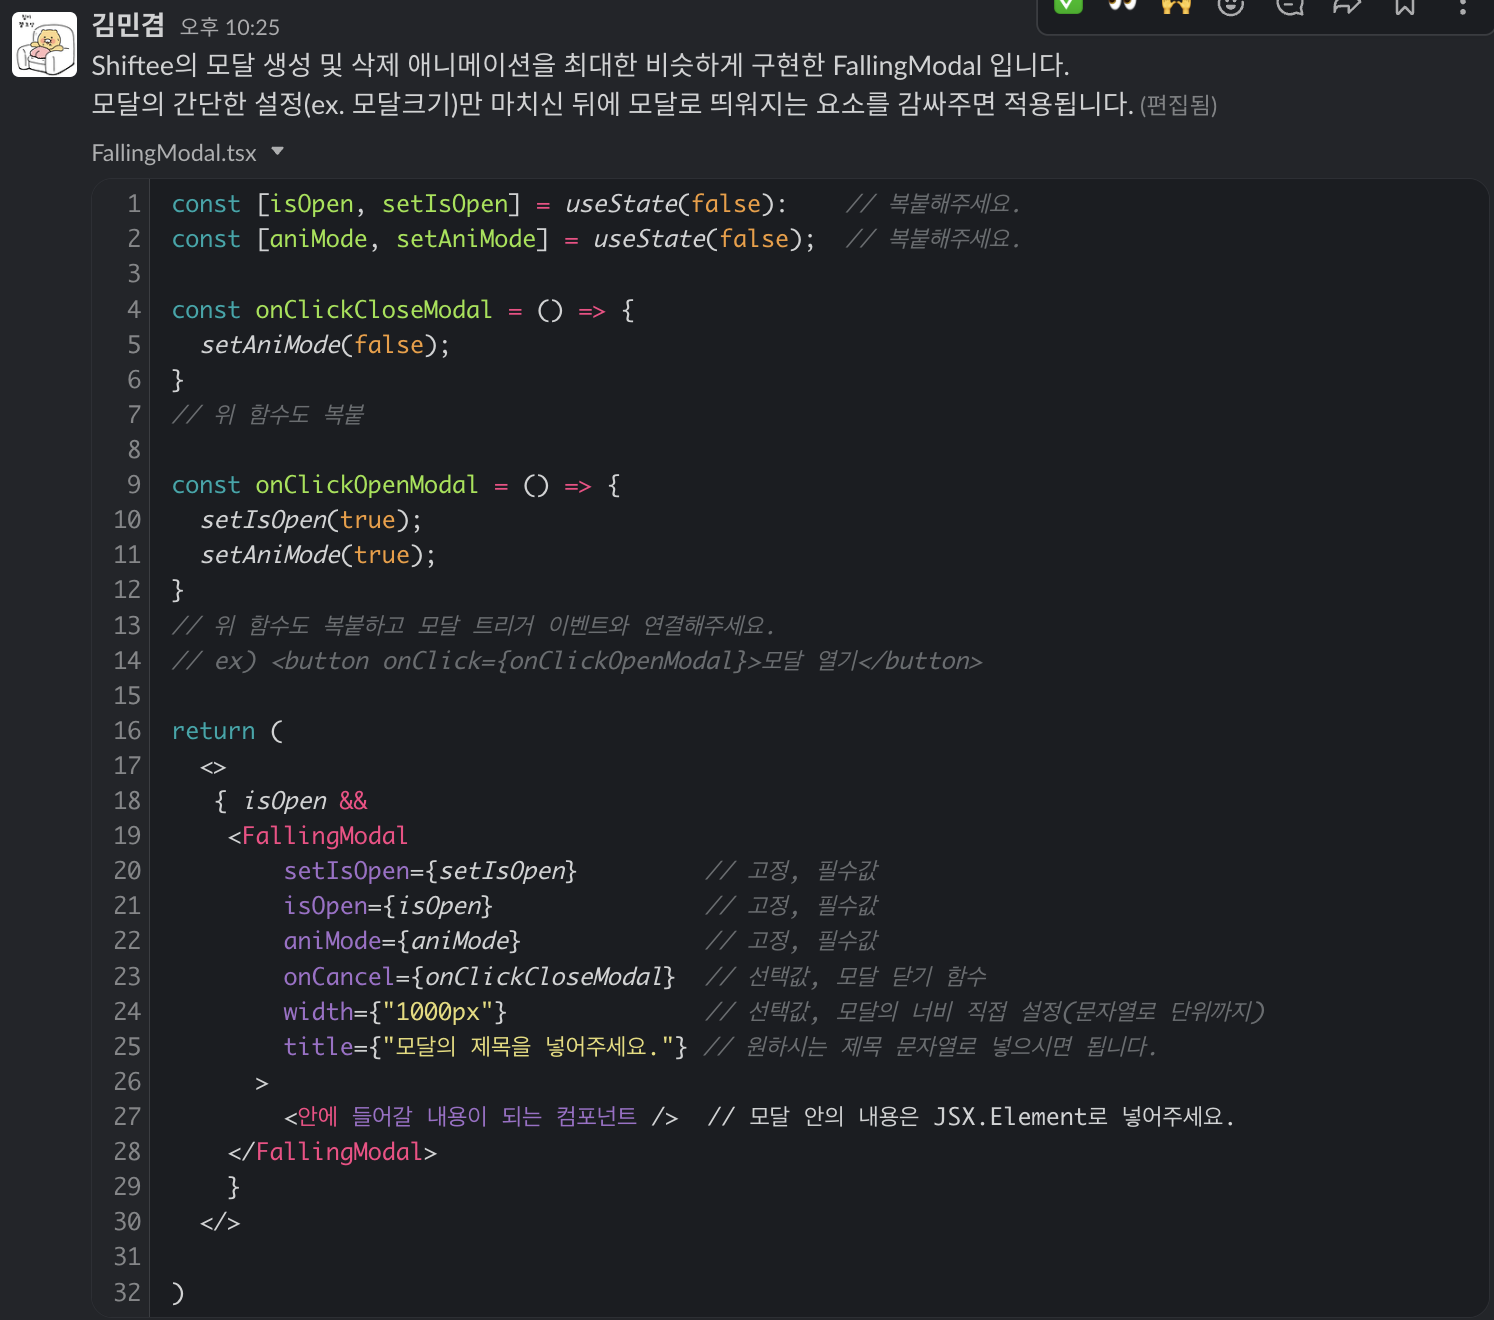 김민겸 오후 10:25
Shiftee의 모달 생성 및 삭제 애니메이션을 최대한 비슷하게 구현한 FallingModal 입니다.
모달의 간단한 설정(ex. 모달크기)만 마치신 뒤에 모달로 띄워지는 요소를 감싸주면 적용됩니다. (편집됨)
FallingModal.tsx
1 const [isOpen, setIsOpen] = useState(false): // 복붙해주세요.
2 const [aniMode, setAniMode] = useState(false); // 복붙해주세요.
3
4 const onClickCloseModal = () => {
5 setAniMode(false);
6 }
7 // 위 함수도 복붙
8
9 const onClickOpenModal = () => {
10 setIsOpen(true);
11 setAniMode(true);
12 }
13 // 위 함수도 복붙하고 모달 트리거 이벤트와 연결해주세요.
14 // ex) <button onClick={onClickOpenModal}>모달 열기</button>
15
16 return (
17 <>
18 { isOpen &&
19 <FallingModal
20 setIsOpen={setIsOpen} // 고정, 필수값
21 isOpen={isOpen} // 고정, 필수값
22 aniMode={aniMode} // 고정, 필수값
23 onCancel={onClickCloseModal} // 선택값, 모달 닫기 함수
24 width={"1000px"} // 선택값, 모달의 너비 직접 설정(문자열로 단위까지)
25 title={"모달의 제목을 넣어주세요."} // 원하시는 제목 문자열로 넣으시면 됩니다.
26 >
27 <안에 들어갈 내용이 되는 컴포넌트 /> // 모달 안의 내용은 JSX.Element로 넣어주세요.
28 </FallingModal>
29 }
30 </>
31
32 )